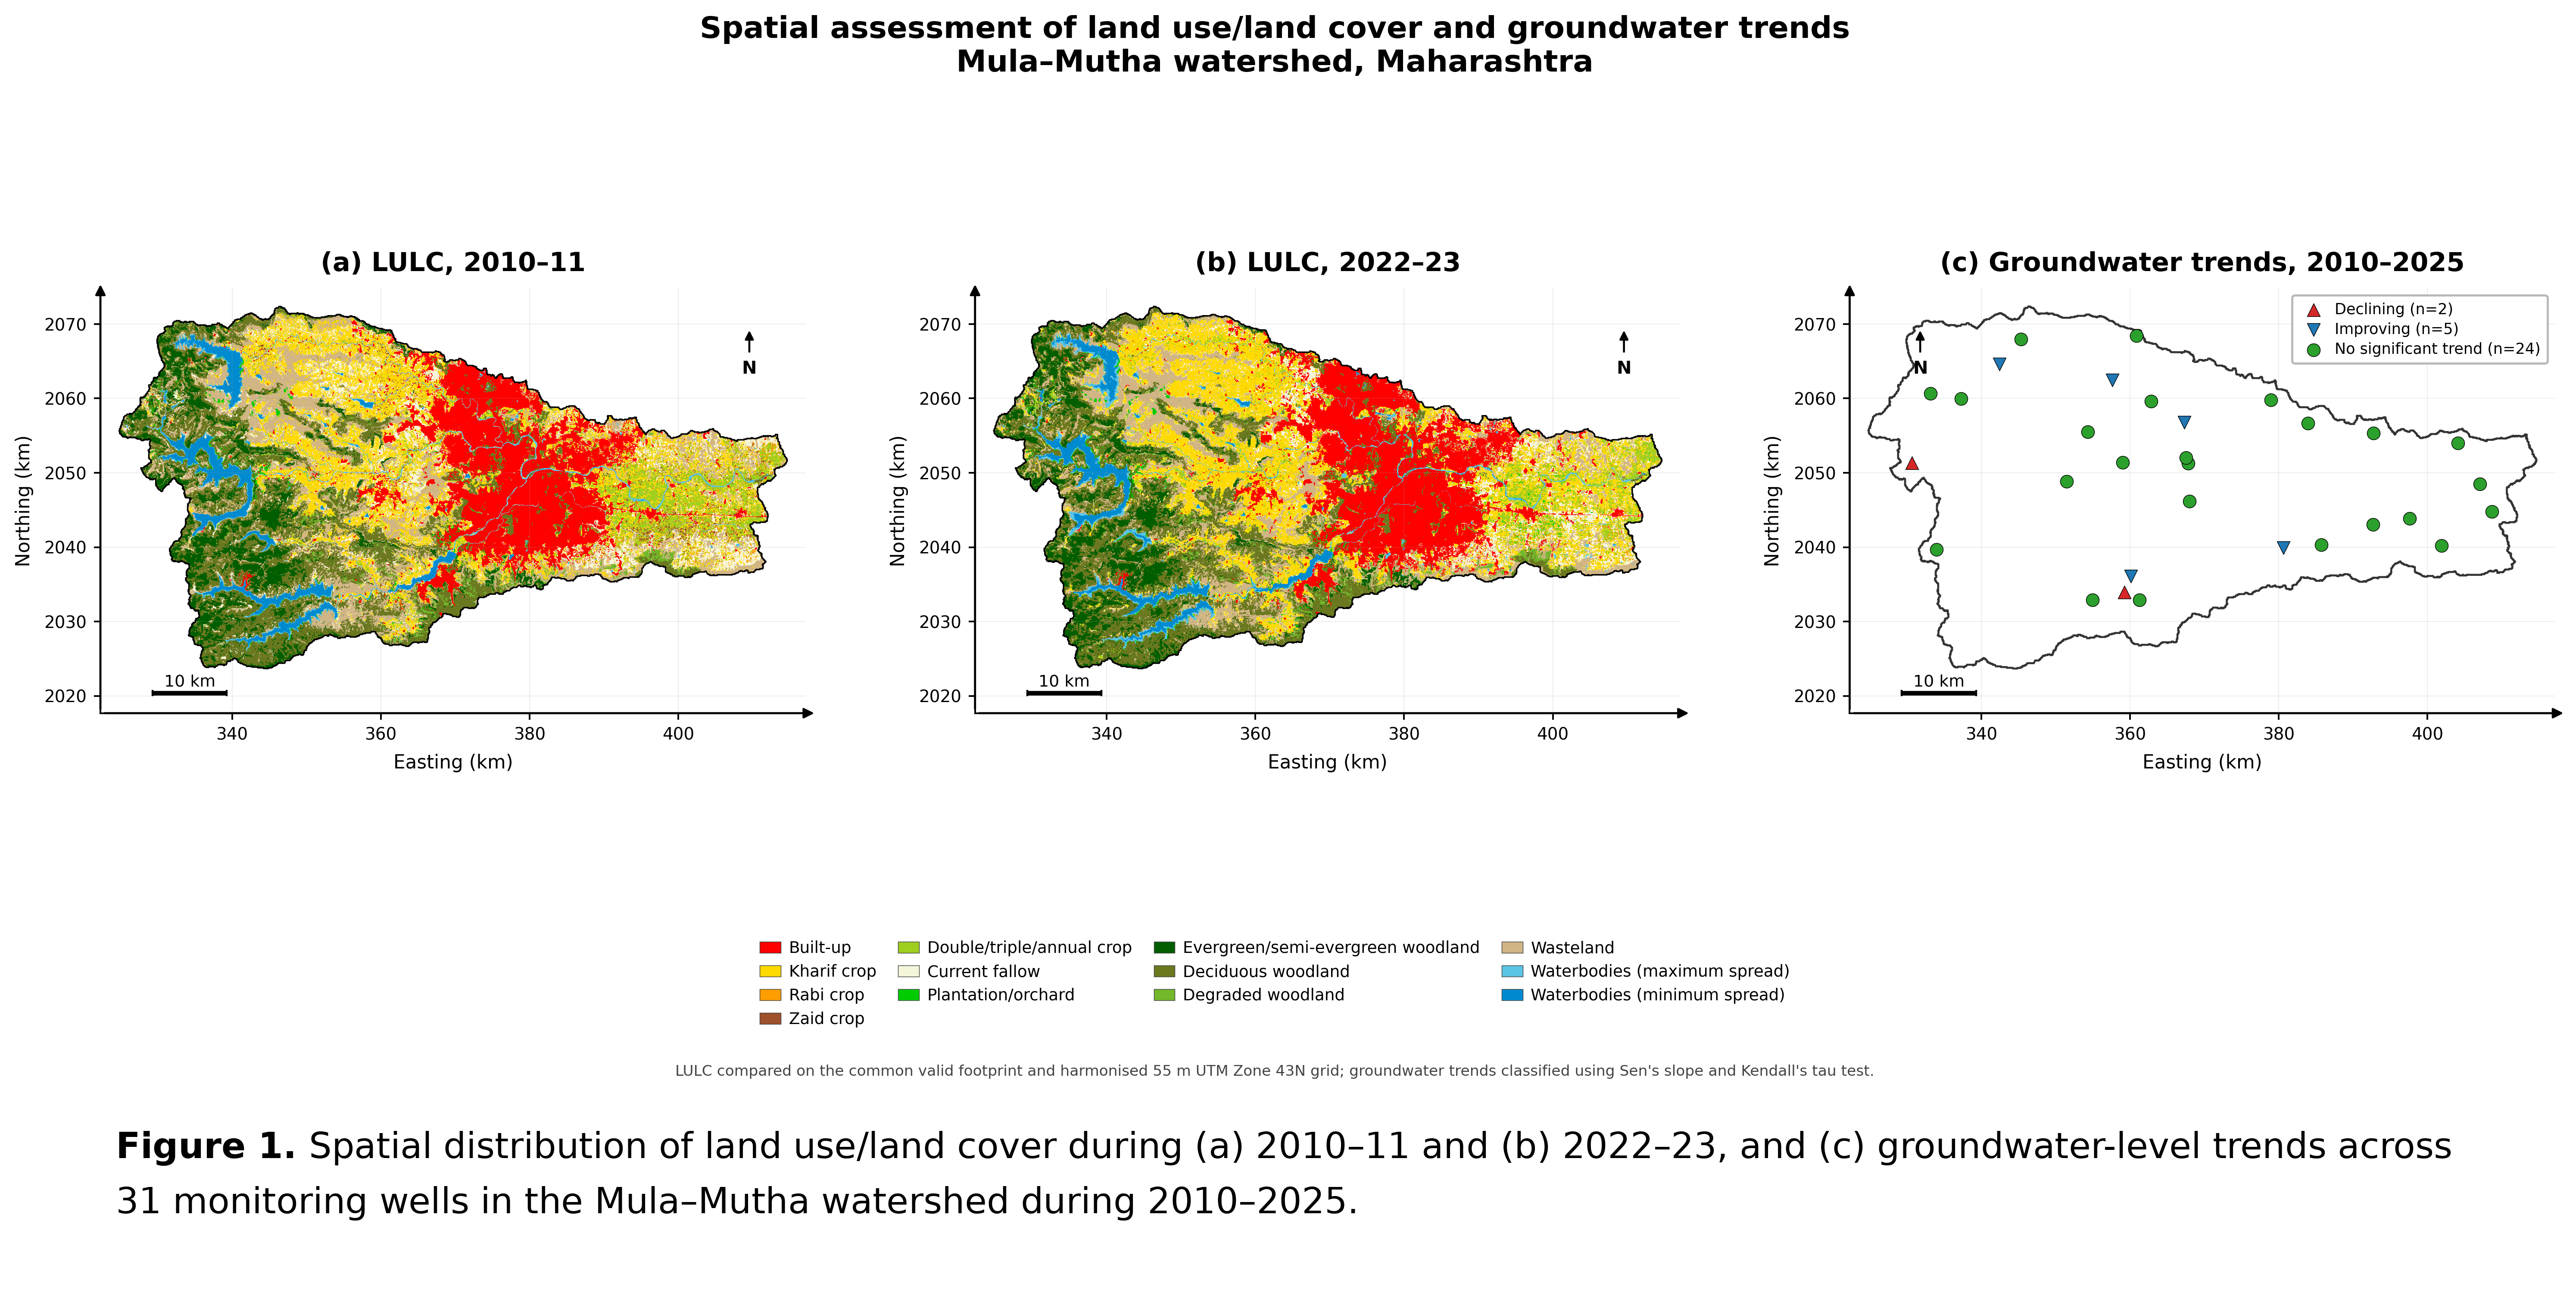 Spatial assessment of land use/land cover and groundwater trends
Mula–Mutha watershed, Maharashtra
(a) LULC, 2010–11
2070
2060
2050
2040
2030
2020
Northing (km)
N
10 km
340
360
380
400
Easting (km)
(b) LULC, 2022–23
2070
2060
2050
2040
2030
2020
Northing (km)
N
10 km
340
360
380
400
Easting (km)
(c) Groundwater trends, 2010–2025
Declining (n=2)
Improving (n=5)
No significant trend (n=24)
2070
2060
2050
2040
2030
2020
Northing (km)
N
10 km
340
360
380
400
Easting (km)
Built-up
Kharif crop
Rabi crop
Zaid crop
Double/triple/annual crop
Current fallow
Plantation/orchard
Evergreen/semi-evergreen woodland
Deciduous woodland
Degraded woodland
Wasteland
Waterbodies (maximum spread)
Waterbodies (minimum spread)
LULC compared on the common valid footprint and harmonised 55 m UTM Zone 43N grid; groundwater trends classified using Sen's slope and Kendall's tau test.
Figure 1. Spatial distribution of land use/land cover during (a) 2010–11 and (b) 2022–23, and (c) groundwater-level trends across
31 monitoring wells in the Mula–Mutha watershed during 2010–2025.